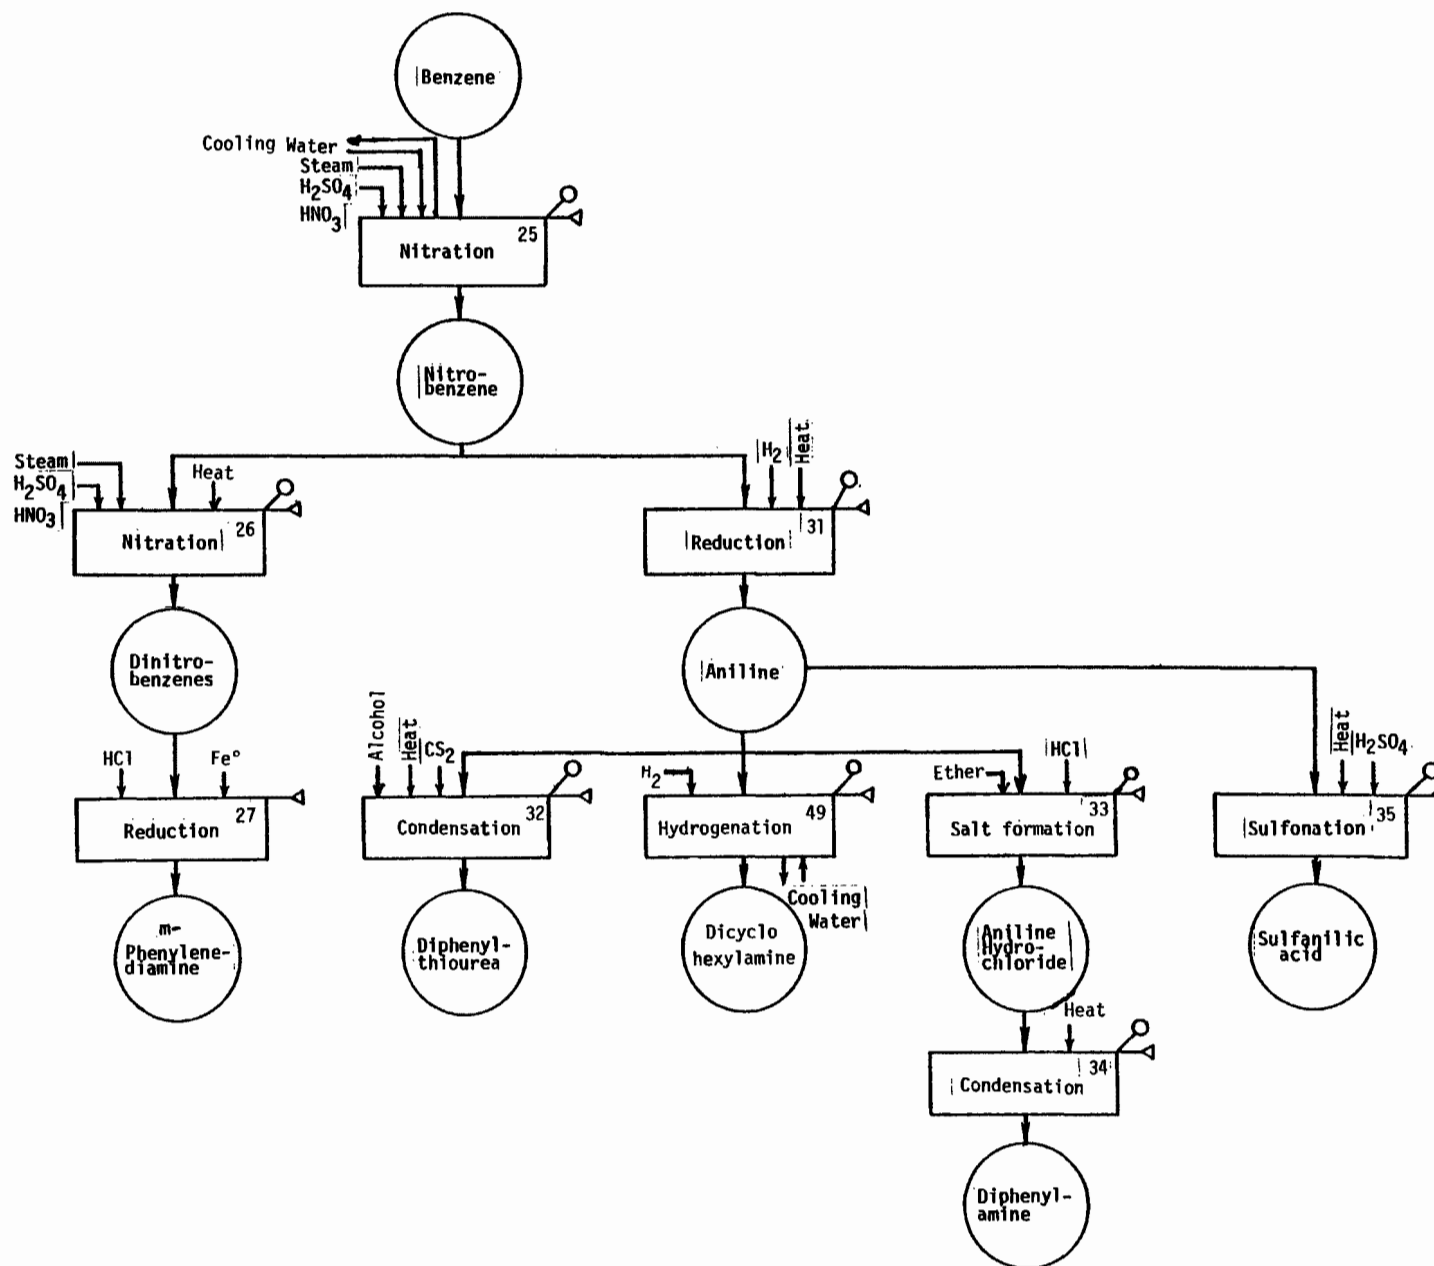 Benzene
Cooling Water
Steam
H2SO4
HNO3
25
Nitration
Nitro-
benzene
Steam
H2SO4
HNO3
Heat
26
Nitration
H2
Heat
31
Reduction
Dinitro-
benzenes
Aniline
HCl
Fe°
27
Reduction
Alcohol
Heat
CS2
32
Condensation
H2
49
Hydrogenation
Cooling
Water
Ether
HCl
33
Salt formation
Heat
H2SO4
35
Sulfonation
m-
Phenylene-
diamine
Diphenyl-
thiourea
Dicyclo
hexylamine
Aniline
Hydro-
chloride
Sulfanilic
acid
Heat
34
Condensation
Diphenyl-
amine